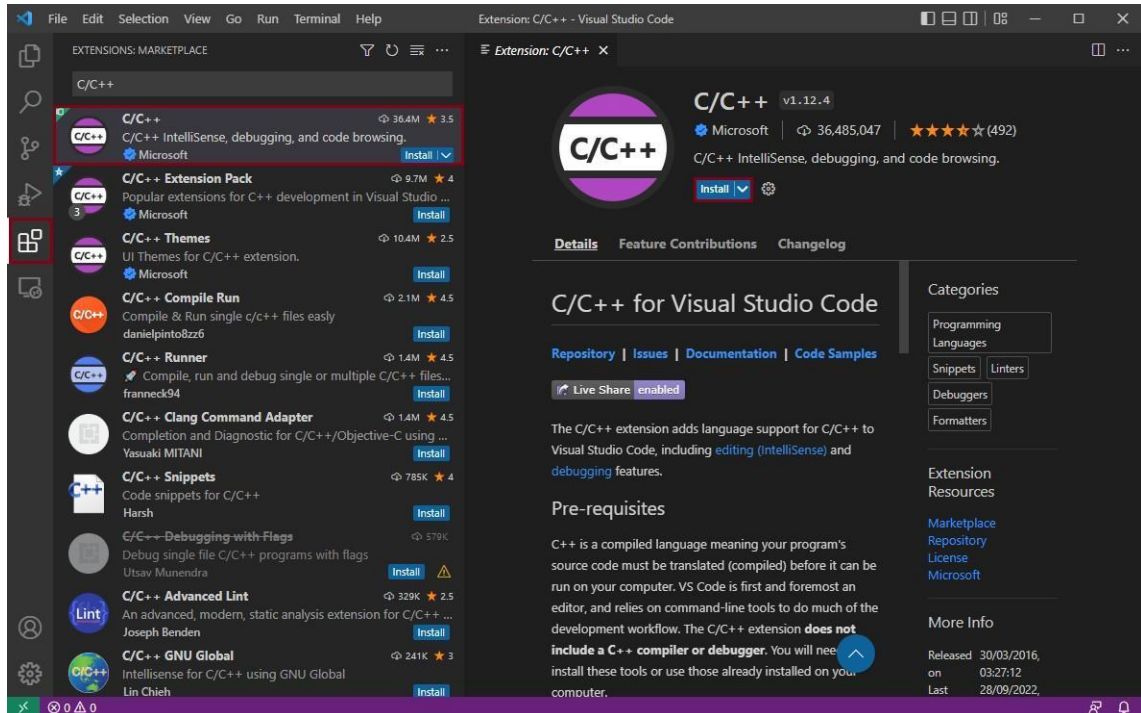 File Edit Selection View Go Run Terminal Help
Extension: C/C++ - Visual Studio Code
EXTENSIONS: MARKETPLACE
C/C++
C/C++ 36.4M 3.5
C/C++ IntelliSense, debugging, and code browsing.
Microsoft Install
C/C++
C/C++ Extension Pack 9.7M 4
Popular extensions for C++ development in Visual Studio ...
Microsoft Install
C/C++
3
C/C++ Themes 10.4M 2.5
UI Themes for C/C++ extension.
Microsoft Install
C/C++
C/C++ Compile Run 2.1M 4.5
Compile & Run single c/c++ files easily
danielpinto8zz6 Install
C/C++
C/C++ Runner 1.4M 4.5
Compile, run and debug single or multiple C/C++ files...
franneck94 Install
C/C++
C/C++ Clang Command Adapter 1.4M 4.5
Completion and Diagnostic for C/C++/Objective-C using ...
Yasuaki MITANI Install
C/C++ Snippets 785K 4
Code snippets for C/C++
Harsh Install
C++
C/C++ Debugging with Flags 579K
Debug single file C/C++ programs with flags
Utsav Munendra Install
C/C++ Advanced Lint 329K 2.5
An advanced, modern, static analysis extension for C/C++ ...
Joseph Benden Install
Lint
C/C++ GNU Global 241K 3
Intellisense for C/C++ using GNU Global
Lin Chieh Install
C/C++
Extension: C/C++
C/C++
C/C++ v1.12.4
Microsoft 36,485,047 (492)
C/C++ IntelliSense, debugging, and code browsing.
Install
Details Feature Contributions Changelog
C/C++ for Visual Studio Code
Repository | Issues | Documentation | Code Samples
Live Share enabled
The C/C++ extension adds language support for C/C++ to
Visual Studio Code, including editing (IntelliSense) and
debugging features.
Pre-requisites
C++ is a compiled language meaning your program's
source code must be translated (compiled) before it can be
run on your computer. VS Code is first and foremost an
editor, and relies on command-line tools to do much of the
development workflow. The C/C++ extension does not
include a C++ compiler or debugger. You will nee
install these tools or use those already installed on your
computer.
Categories
Programming
Languages
Snippets Linters
Debuggers
Formatters
Extension
Resources
Marketplace
Repository
License
Microsoft
More Info
Released 30/03/2016,
on 03:27:12
Last 28/09/2022,
0 0